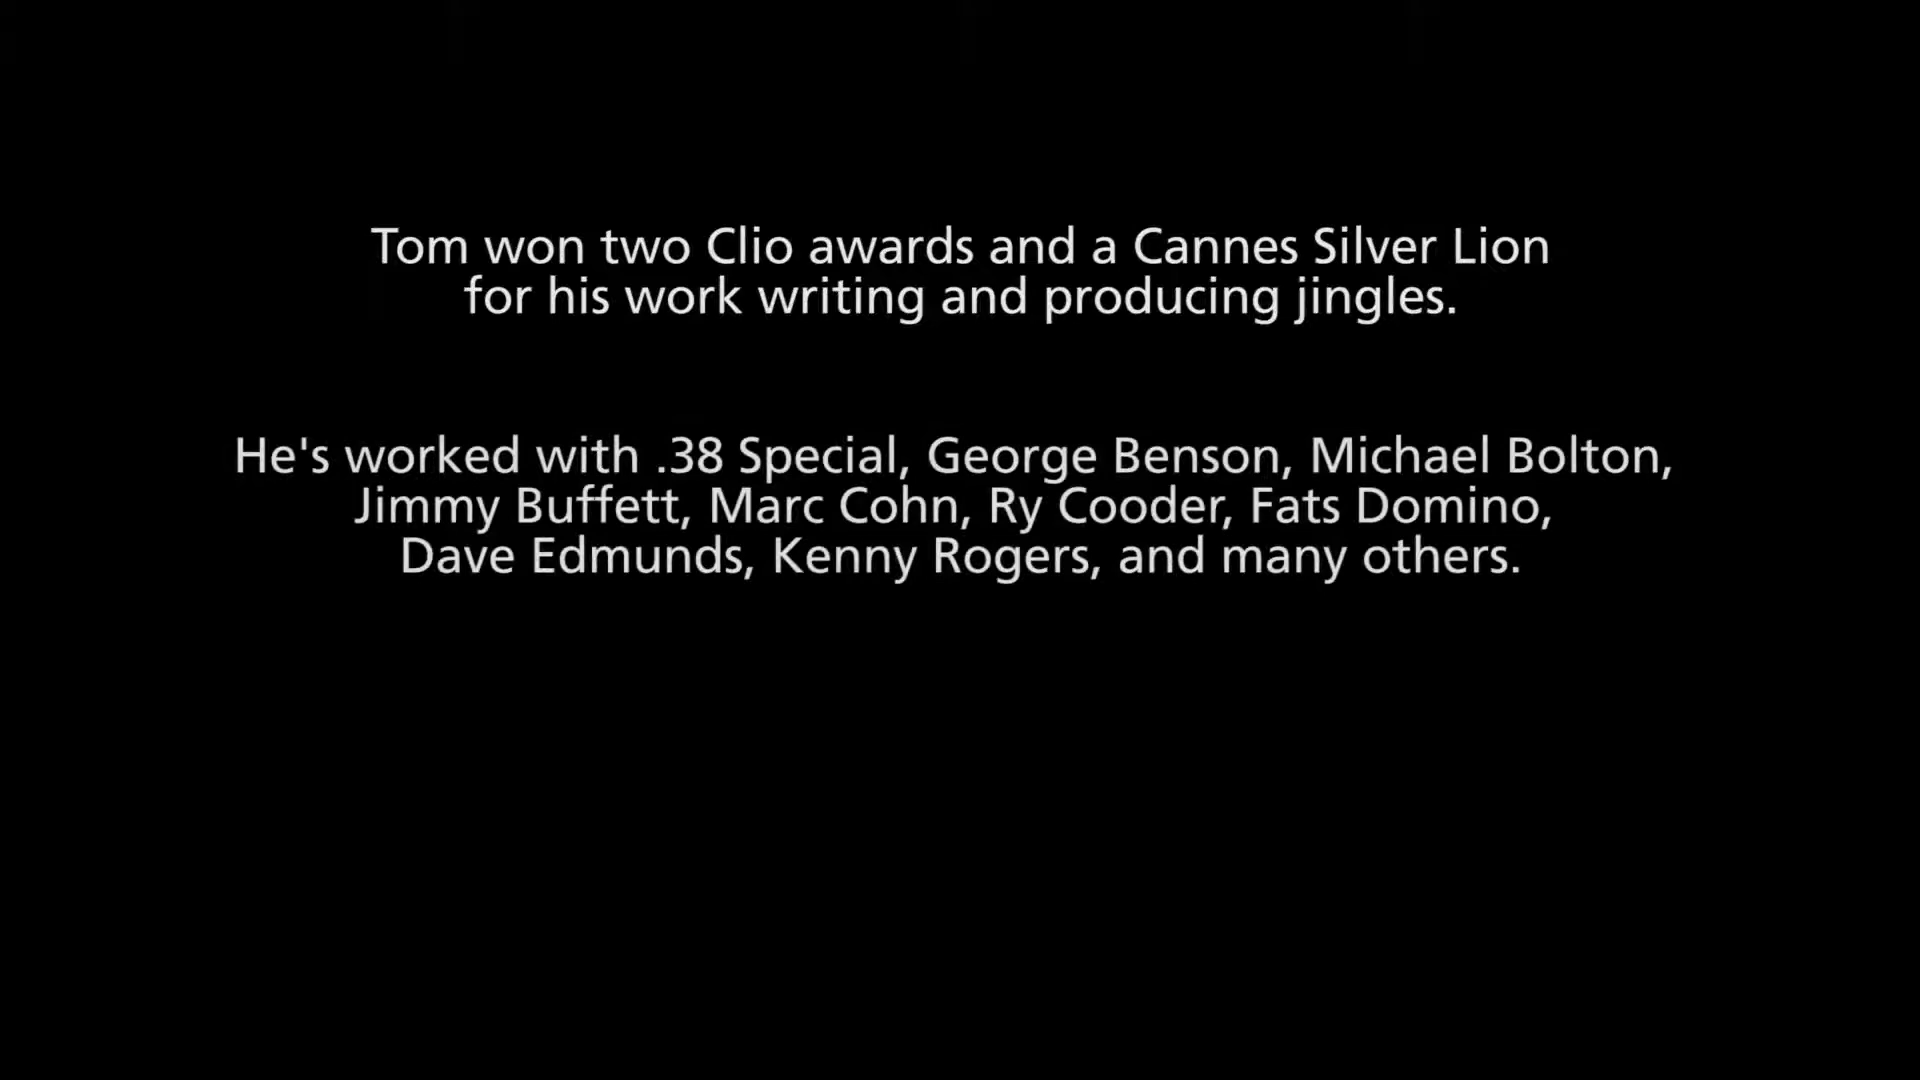 Tom won two Clio awards and a Cannes Silver Lion
for his work writing and producing jingles.
He's worked with .38 Special, George Benson, Michael Bolton,
Jimmy Buffett, Marc Cohn, Ry Cooder, Fats Domino,
Dave Edmunds, Kenny Rogers, and many others.